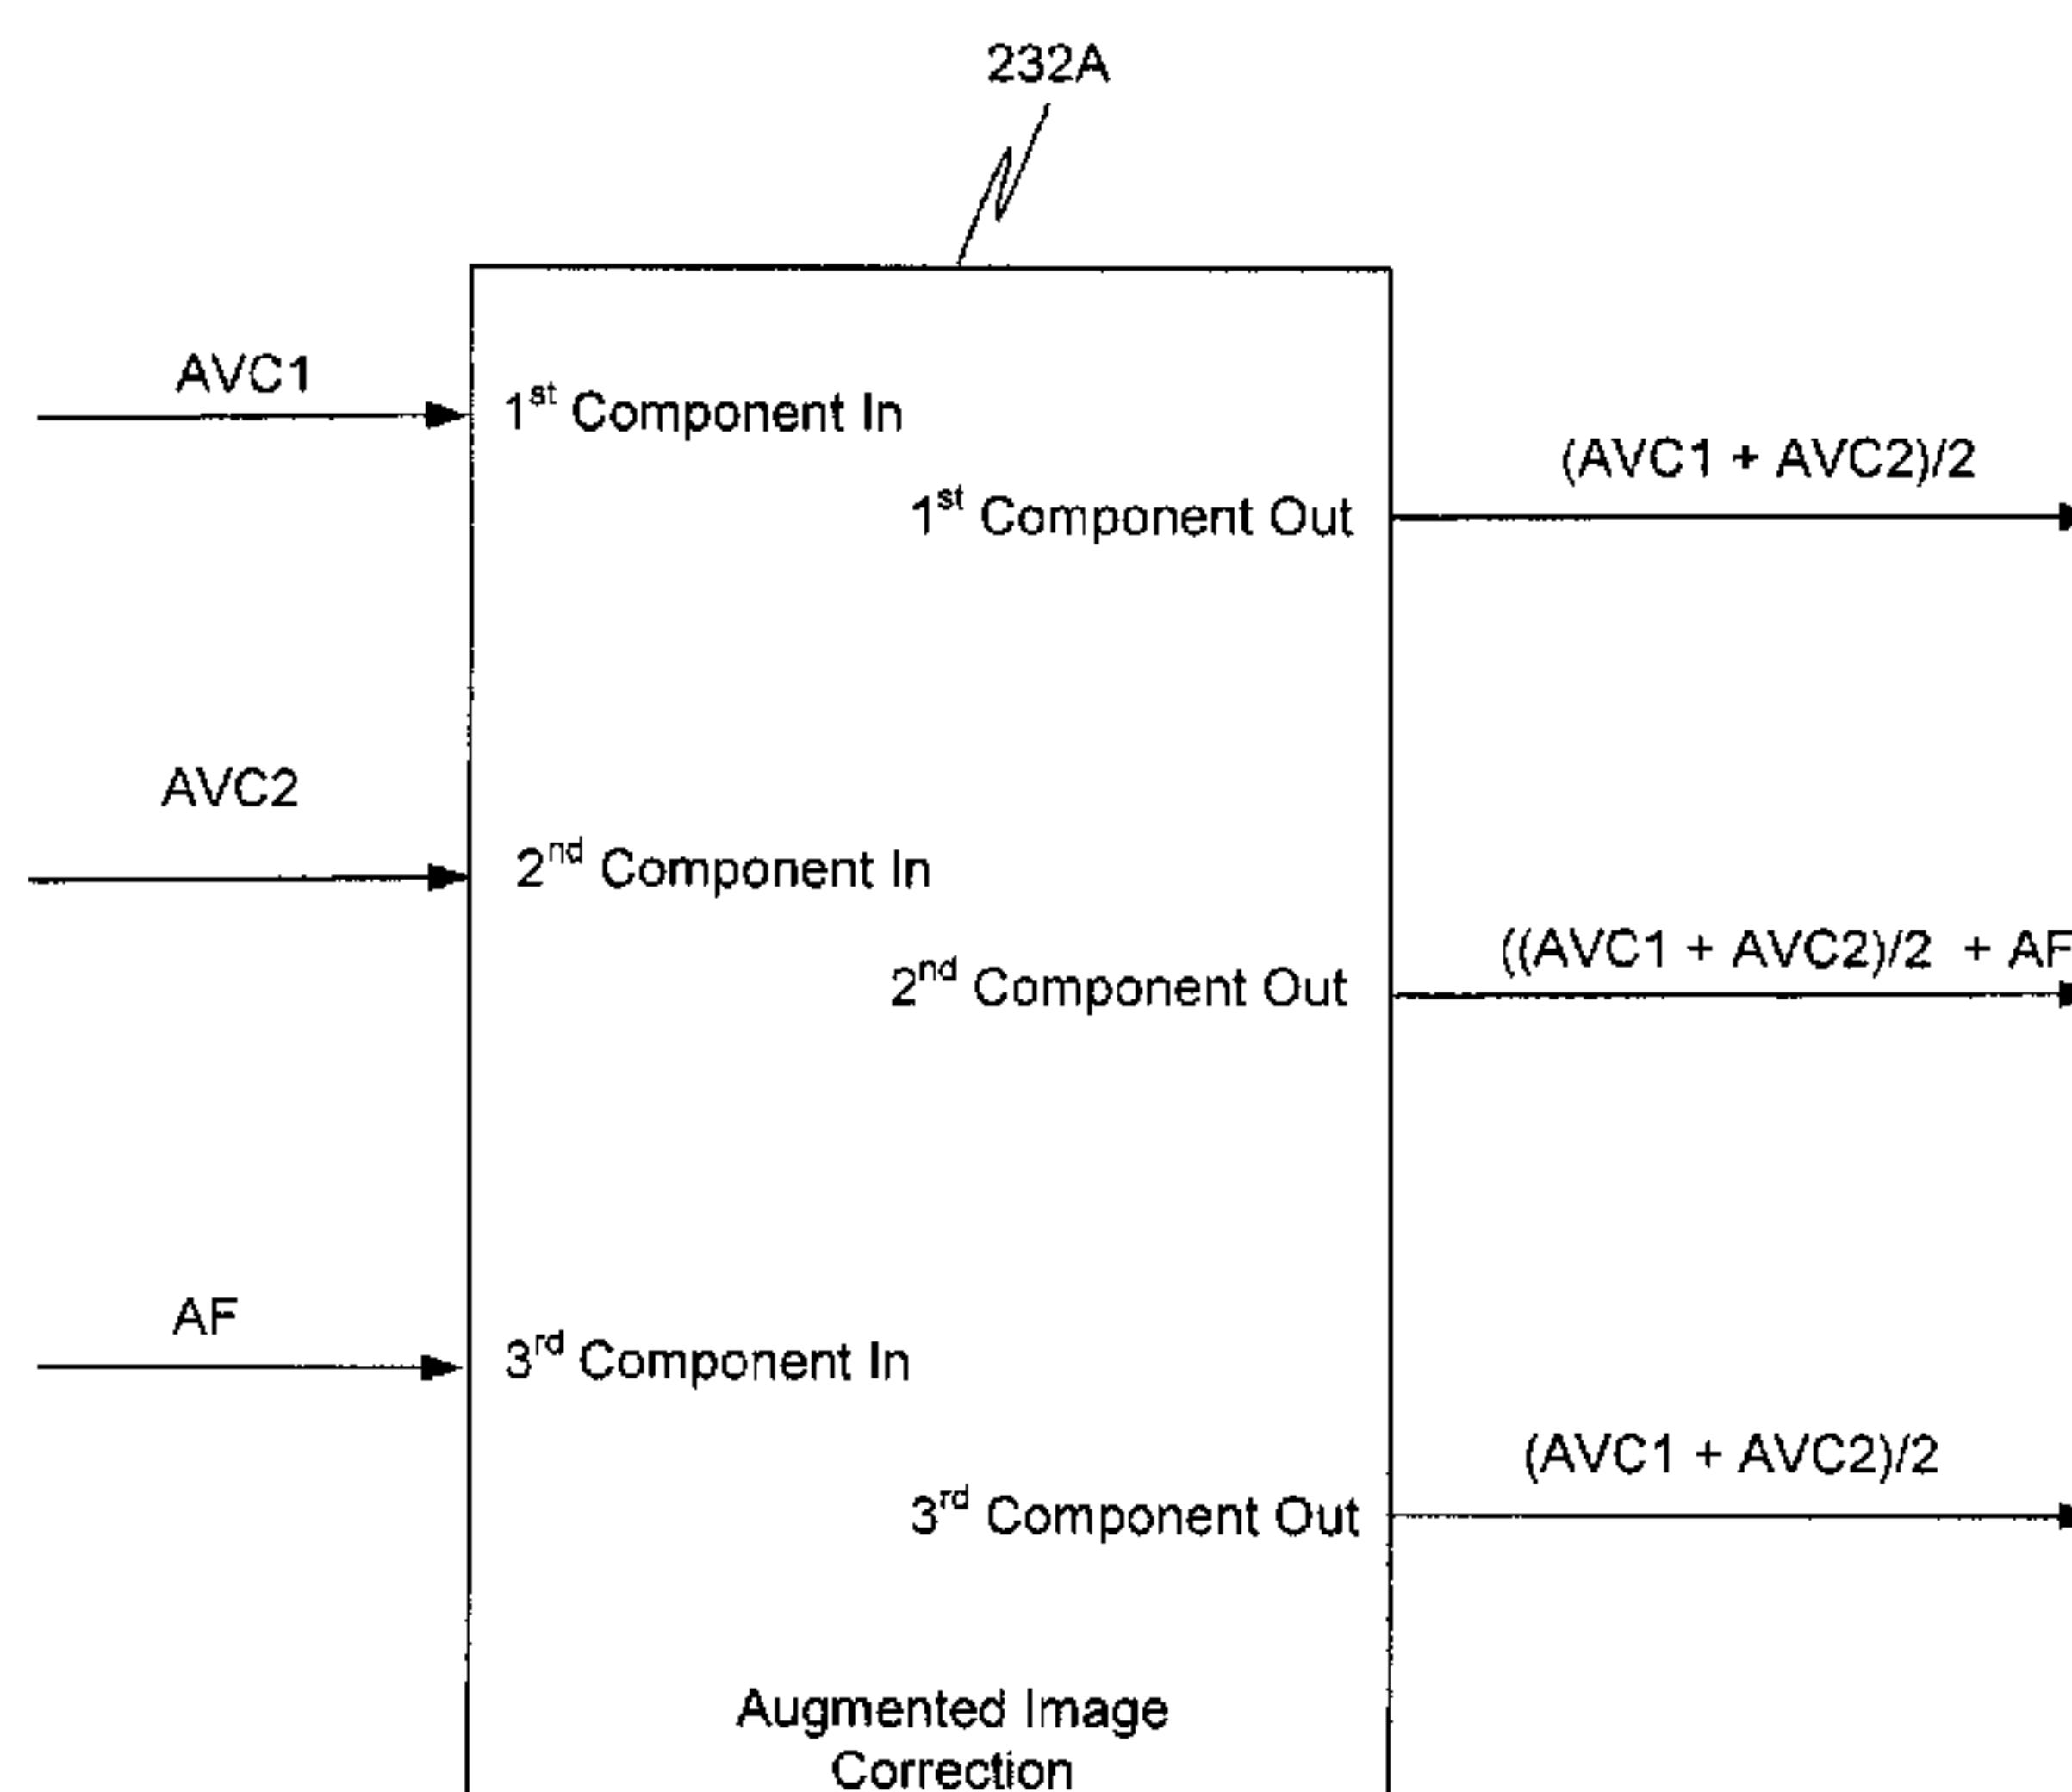 232A
AVC1
1st Component In
(AVC1 + AVC2)/2
1st Component Out
AVC2
2nd Component In
((AVC1 + AVC2)/2 + AF
2nd Component Out
AF
3rd Component In
(AVC1 + AVC2)/2
3rd Component Out
Augmented Image
Correction